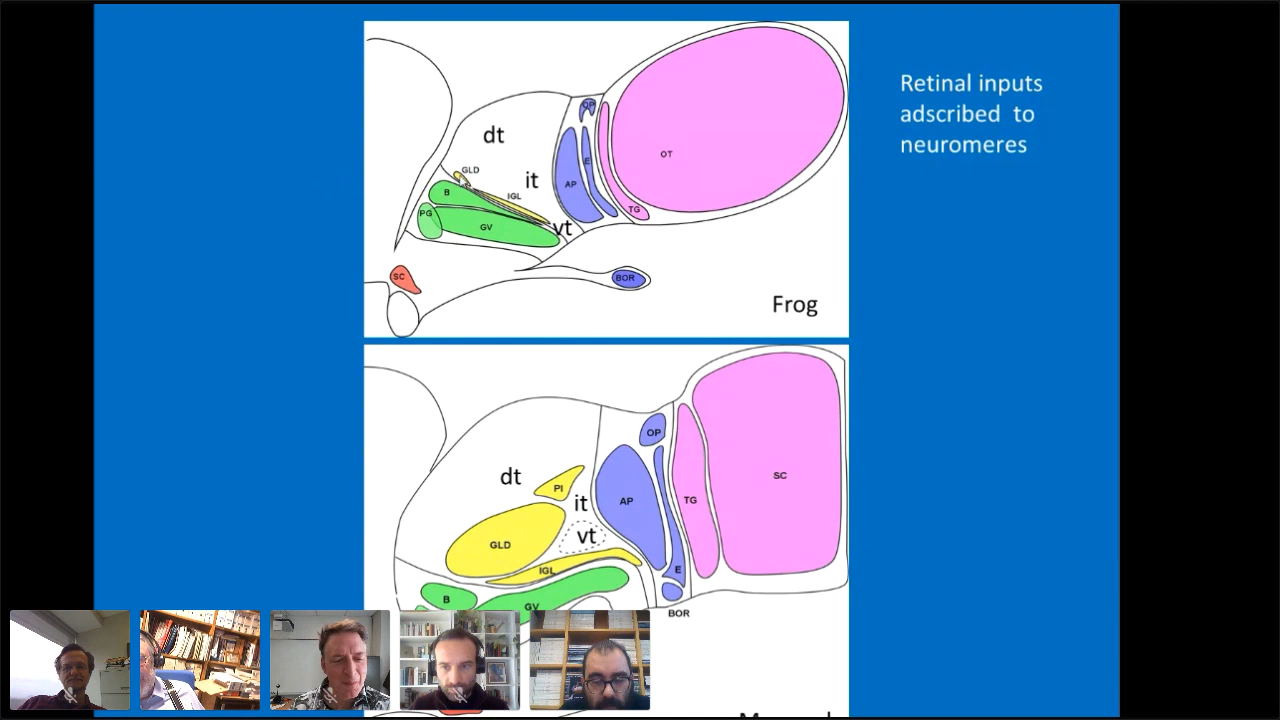 Retinal inputs
adscribed to
neuromeres
OP
dt
OT
GLD
it
E
AP
B
IGL
TG
PG
GV
vt
SC
BOR
Frog
OP
dt
PI
SC
it
AP
TG
vt
GLD
IGL
E
B
GV
BOR